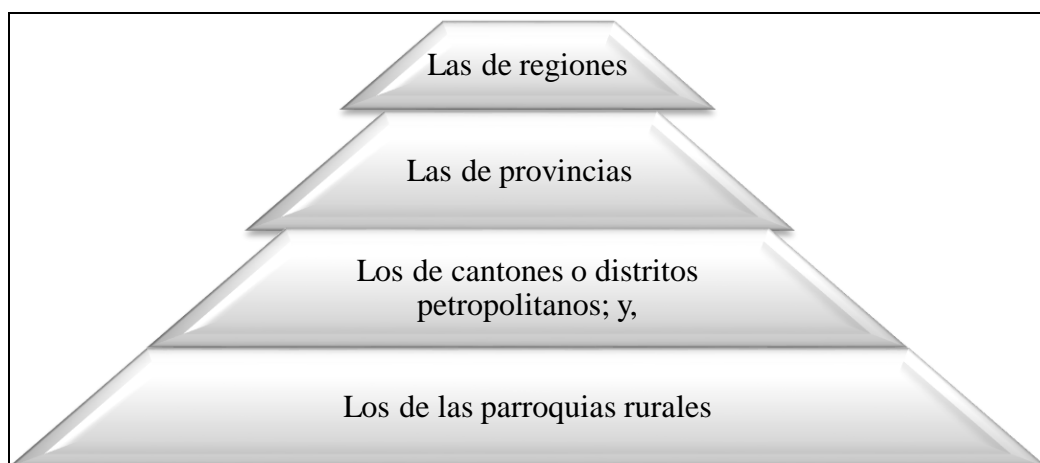 Las de regiones
Las de provincias
Los de cantones o distritos
petropolitanos; y,
Los de las parroquias rurales